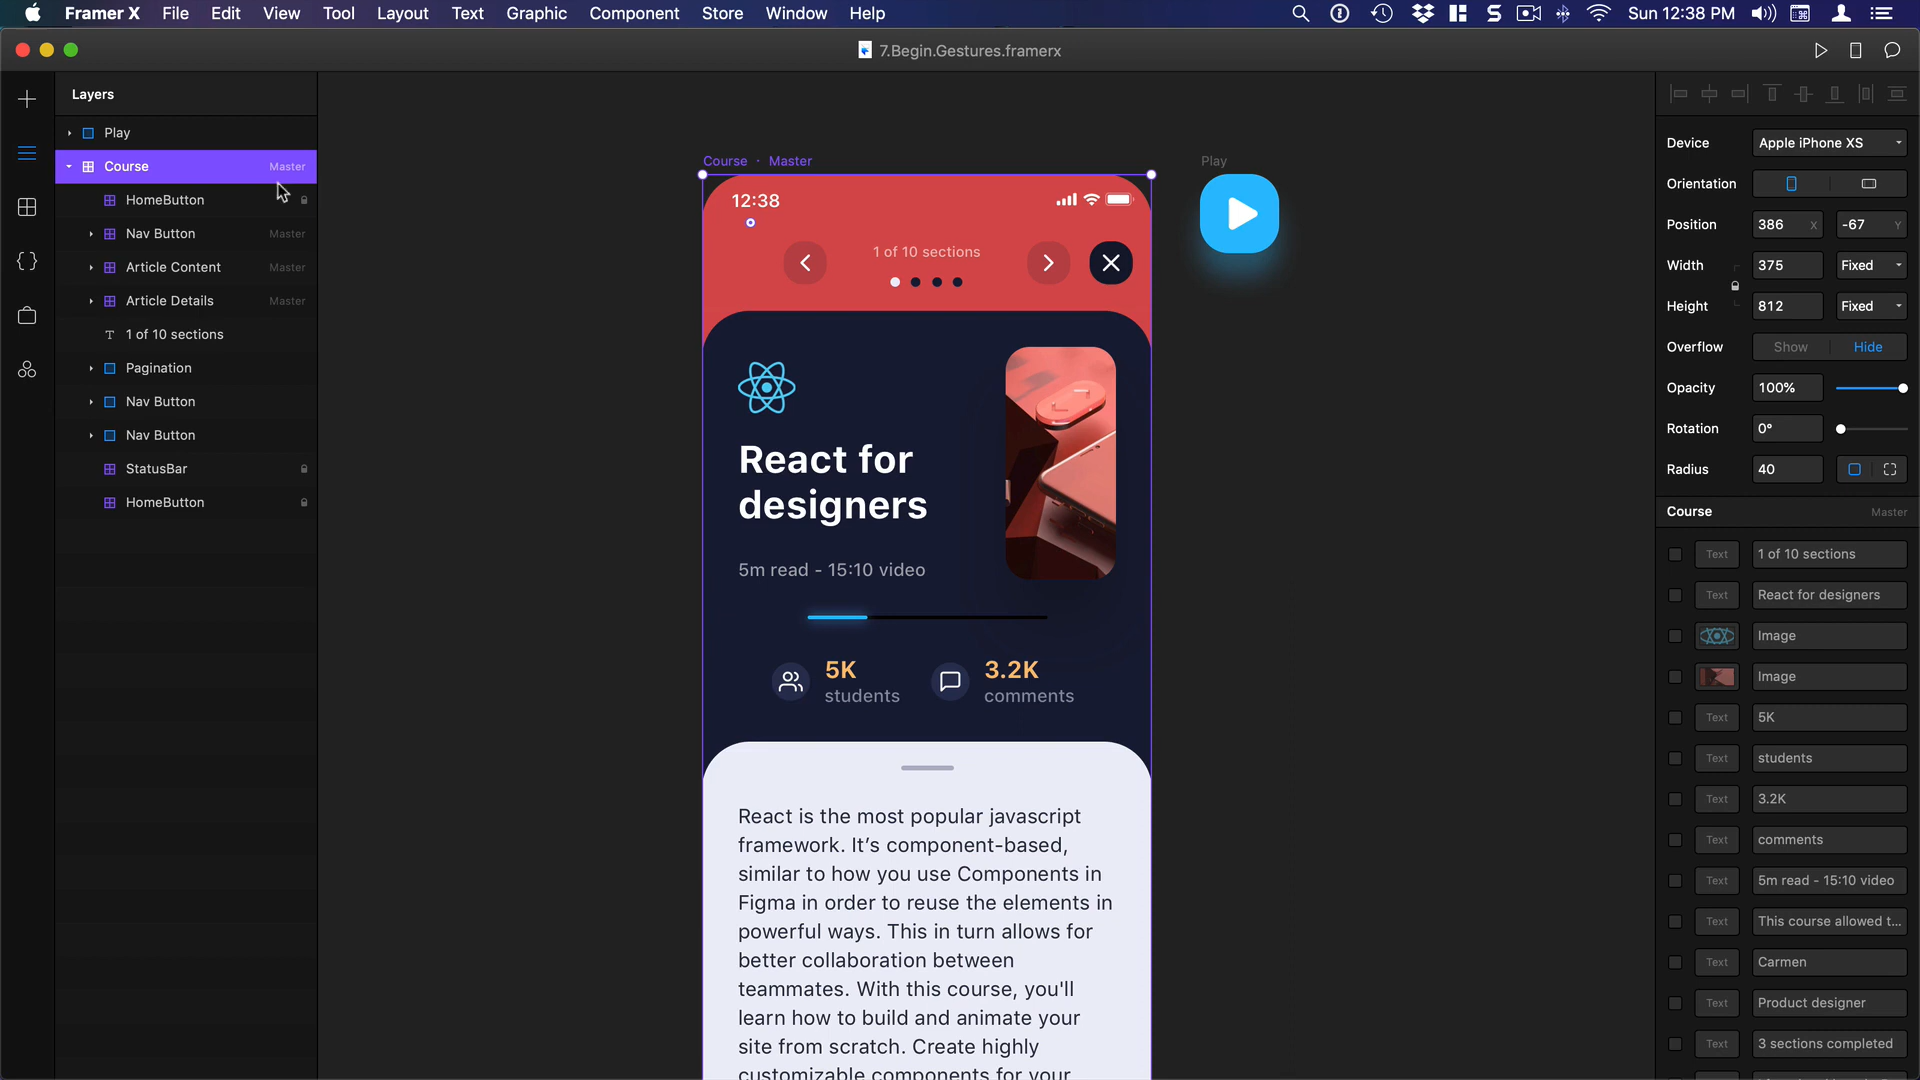 Framer X File Edit View Tool Layout Text Graphic Component Store Window Help
Sun 12:38 PM
7.Begin.Gestures.framerx
Layers
Play
Course Master
HomeButton
Nav Button Master
Article Content Master
Article Details Master
1 of 10 sections
Pagination
Nav Button
Nav Button
StatusBar
HomeButton
Course · Master
Play
12:38
1 of 10 sections
React for
designers
5m read - 15:10 video
5K
students
3.2K
comments
React is the most popular javascript
framework. It’s component-based,
similar to how you use Components in
Figma in order to reuse the elements in
powerful ways. This in turn allows for
better collaboration between
teammates. With this course, you'll
learn how to build and animate your
site from scratch. Create highly
customizable components for your
Device Apple iPhone XS
Orientation
Position 386 X -67 Y
Width 375 Fixed
Height 812 Fixed
Overflow Show Hide
Opacity 100%
Rotation 0°
Radius 40
Course Master
Text 1 of 10 sections
Text React for designers
Image
Image
Text 5K
Text students
Text 3.2K
Text comments
Text 5m read - 15:10 video
Text This course allowed t...
Text Carmen
Text Product designer
Text 3 sections completed